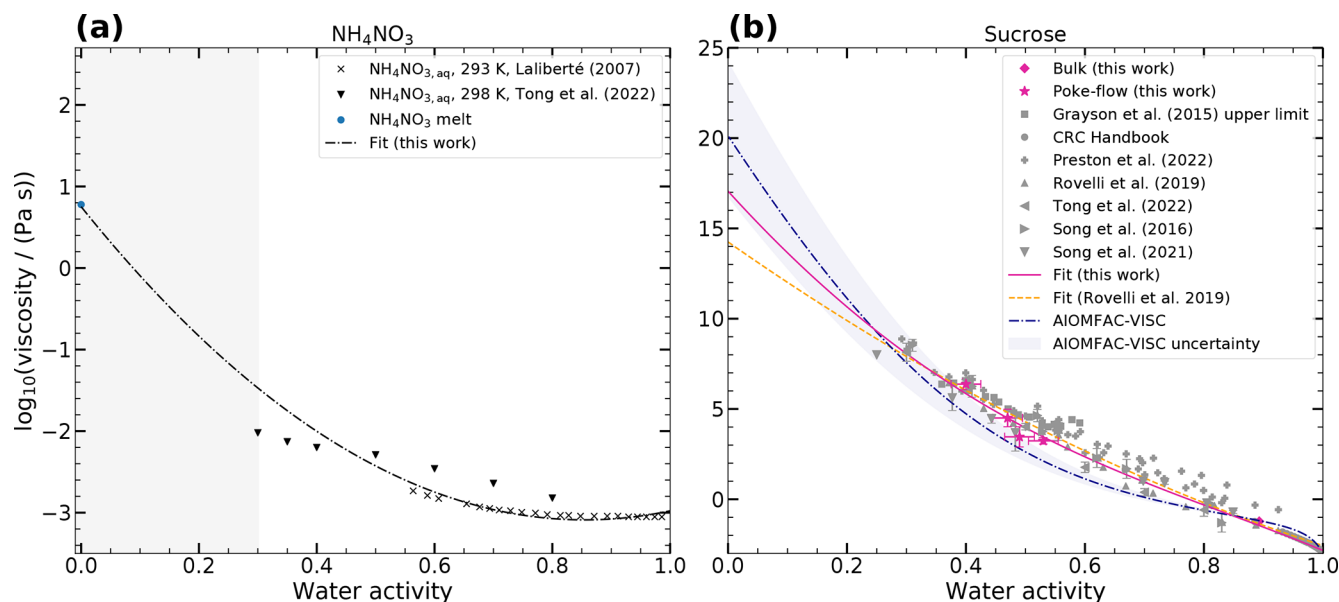 (a)
NH₄NO₃
NH₄NO₃,aq, 293 K, Laliberté (2007)
NH₄NO₃,aq, 298 K, Tong et al. (2022)
NH₄NO₃ melt
Fit (this work)
log₁₀(viscosity / (Pa s))
2
1
0
−1
−2
−3
0.0 0.2 0.4 0.6 0.8 1.0
Water activity
(b)
Sucrose
Bulk (this work)
Poke-flow (this work)
Grayson et al. (2015) upper limit
CRC Handbook
Preston et al. (2022)
Rovelli et al. (2019)
Tong et al. (2022)
Song et al. (2016)
Song et al. (2021)
Fit (this work)
Fit (Rovelli et al. 2019)
AIOMFAC-VISC
AIOMFAC-VISC uncertainty
25
20
15
10
5
0
0.0 0.2 0.4 0.6 0.8 1.0
Water activity